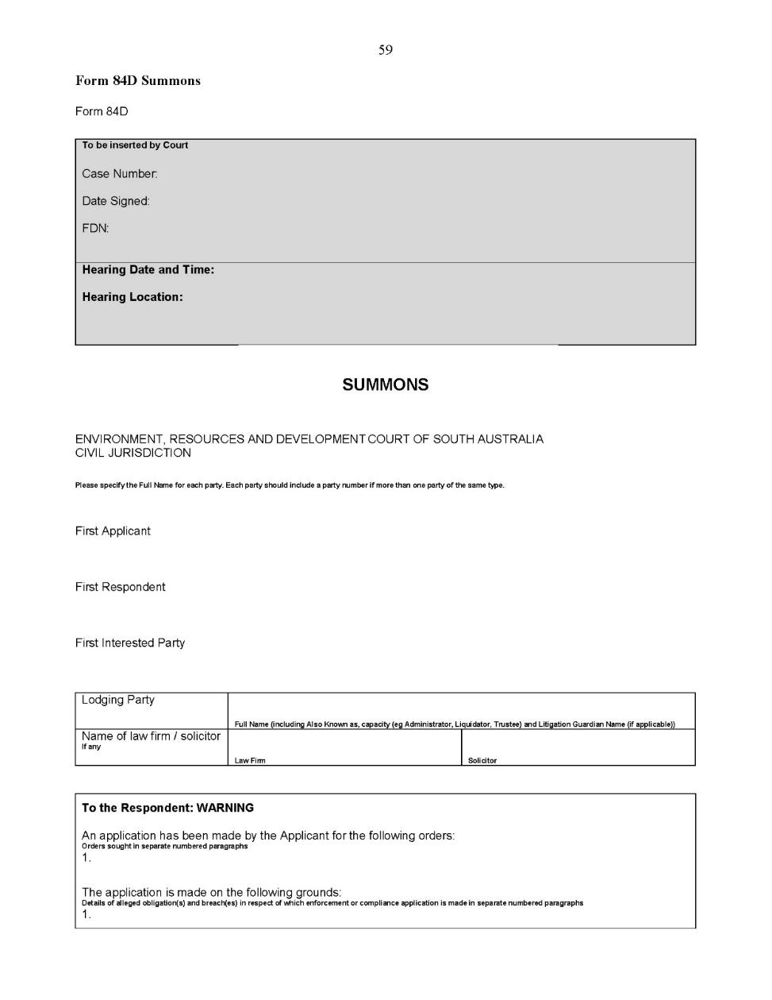 59
Form 84D Summons
Form 84D
To be inserted by Court
Case Number:
Date Signed:
FDN:
Hearing Date and Time:
Hearing Location:
SUMMONS
ENVIRONMENT, RESOURCES AND DEVELOPMENT COURT OF SOUTH AUSTRALIA
CIVIL JURISDICTION
Please specify the Full Name for each party. Each party should include a party number if more than one party of the same type.
First Applicant
First Respondent
First Interested Party
Lodging Party
Full Name (including Also Known as, capacity (eg Administrator, Liquidator, Trustee) and Litigation Guardian Name (if applicable))
Name of law firm / solicitor
If any
Law Firm
Solicitor
To the Respondent: WARNING
An application has been made by the Applicant for the following orders:
Orders sought in separate numbered paragraphs
1.
The application is made on the following grounds:
Details of alleged obligation(s) and breach(es) in respect of which enforcement or compliance application is made in separate numbered paragraphs
1.